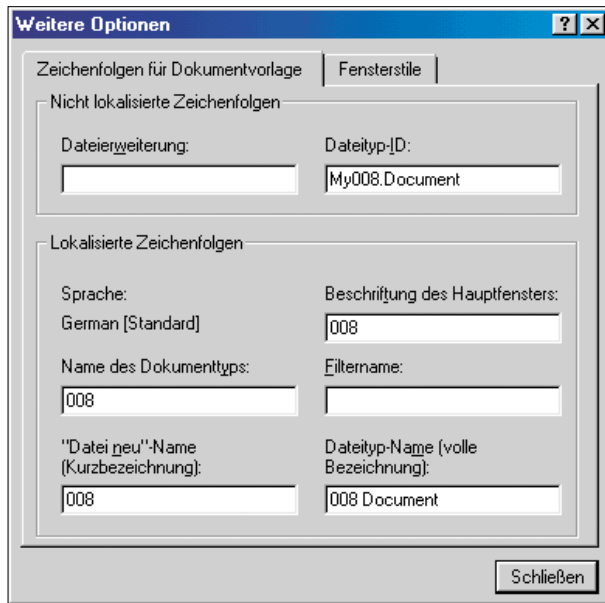 Weitere Optionen
Zeichenfolgen für Dokumentvorlage
Fensterstile
Nicht lokalisierte Zeichenfolgen
Dateierweiterung:
Dateityp-ID:
My008.Document
Lokalisierte Zeichenfolgen
Sprache:
German [Standard]
Beschriftung des Hauptfensters:
008
Name des Dokumenttyps:
008
Filtername:
"Datei neu"-Name
(Kurzbezeichnung):
008
Dateityp-Name (volle
Bezeichnung):
008 Document
Schließen